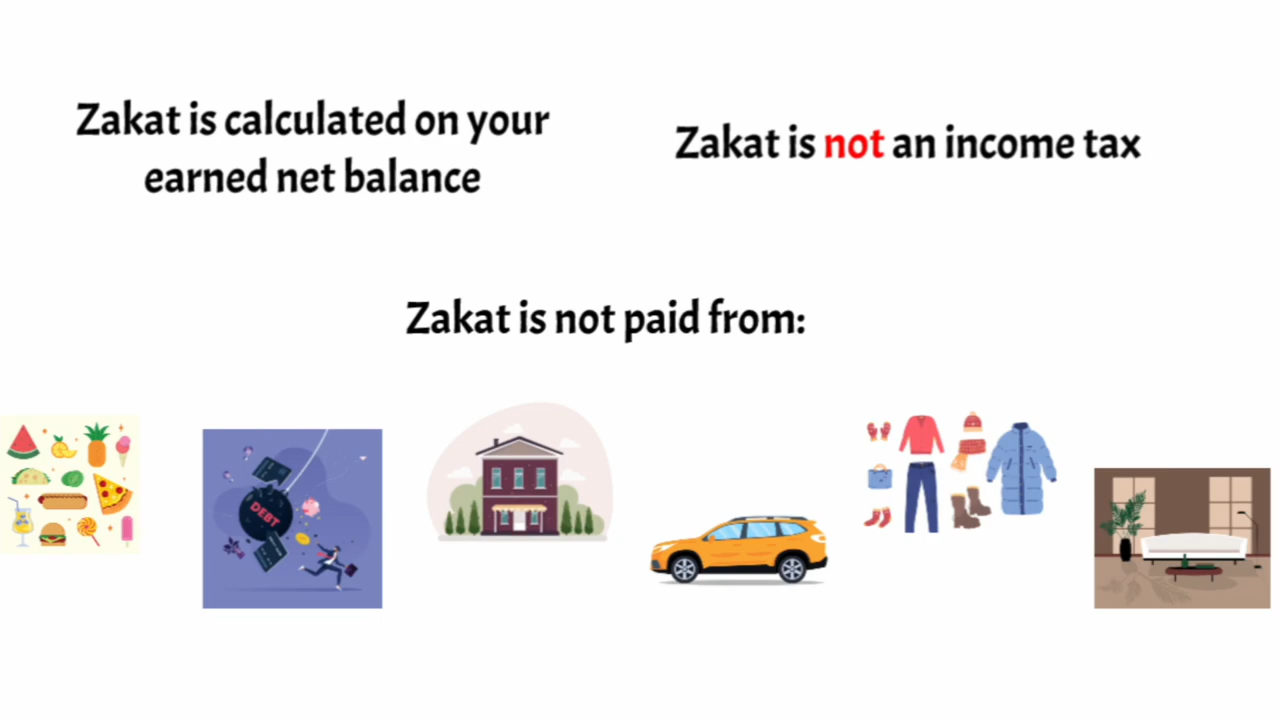 Zakat is calculated on your
earned net balance
Zakat is not an income tax
Zakat is not paid from:
DEBT